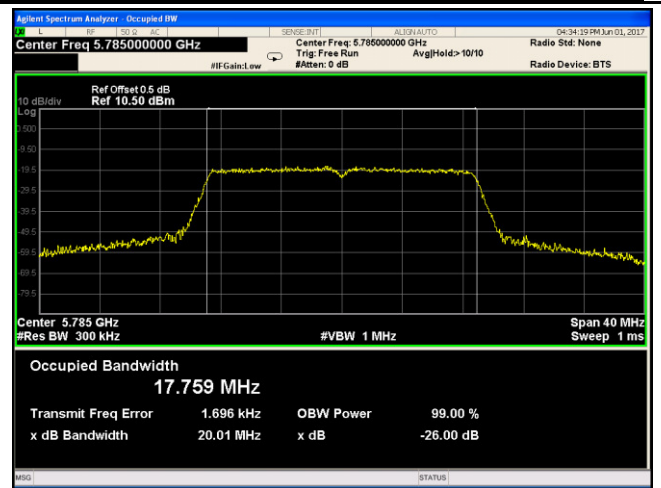 Agilent Spectrum Analyzer - Occupied BW
L RF 50 Ω AC SENSE:INT ALIGN AUTO 04:34:19 PM Jun 01, 2017
Center Freq 5.785000000 GHz Center Freq: 5.785000000 GHz Radio Std: None
Trig: Free Run Avg|Hold:> 10/10
#IFGain:Low #Atten: 0 dB Radio Device: BTS
Ref Offset 0.5 dB
10 dB/div Ref 10.50 dBm
Log
0.500
-9.50
-19.5
-29.5
-39.5
-49.5
-59.5
-69.5
-79.5
Center 5.785 GHz Span 40 MHz
#Res BW 300 kHz #VBW 1 MHz Sweep 1 ms
Occupied Bandwidth
17.759 MHz
Transmit Freq Error 1.696 kHz OBW Power 99.00 %
x dB Bandwidth 20.01 MHz x dB -26.00 dB
MSG STATUS